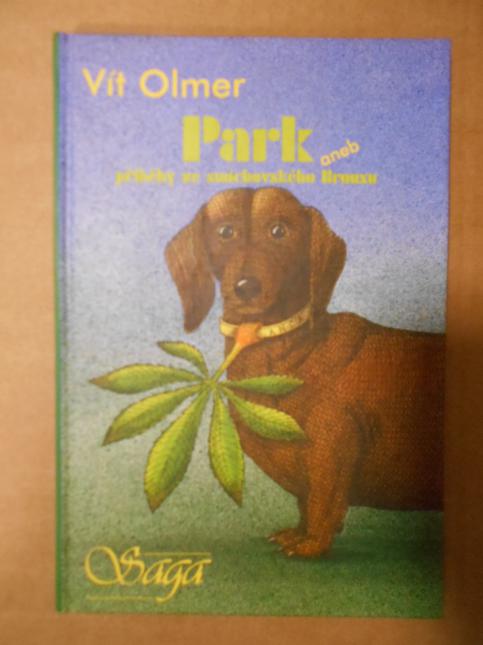 Vít Olmer
Park aneb
příběhy ze smíchovského Bronxu
Saga